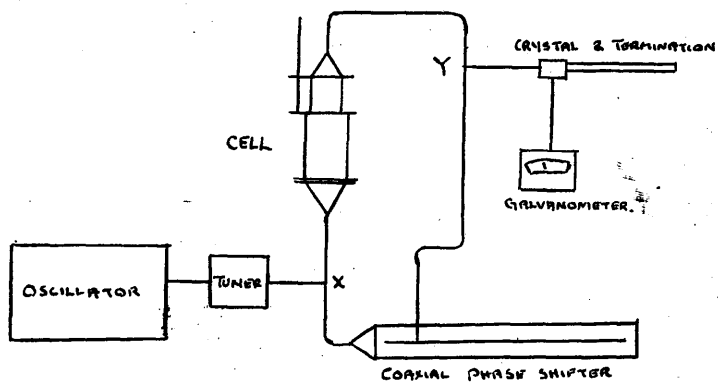 CRYSTAL & TERMINATION
Y
CELL
GALVANOMETER.
OSCILLATOR
TUNER
X
COAXIAL PHASE SHIFTER